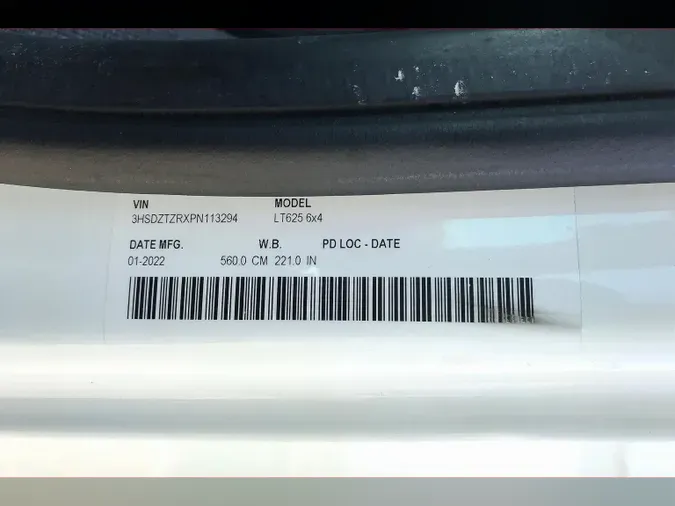 VIN MODEL
3HSDZTZRXPN113294 LT625 6x4
DATE MFG. W.B. PD LOC - DATE
01-2022 560.0 CM 221.0 IN